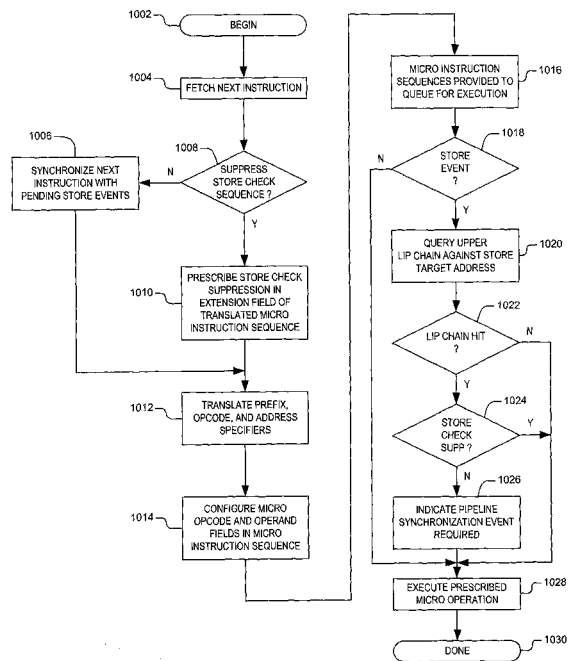 1002
BEGIN
1004
FETCH NEXT INSTRUCTION
1006
SYNCHRONIZE NEXT
INSTRUCTION WITH
PENDING STORE EVENTS
N
1008
SUPPRESS
STORE CHECK
SEQUENCE ?
Y
1010
PRESCRIBE STORE CHECK
SUPPRESSION IN
EXTENSION FIELD OF
TRANSLATED MICRO
INSTRUCTION SEQUENCE
1012
TRANSLATE PREFIX,
OPCODE, AND ADDRESS
SPECIFIERS
1014
CONFIGURE MICRO
OPCODE AND OPERAND
FIELDS IN MICRO
INSTRUCTION SEQUENCE
MICRO INSTRUCTION
SEQUENCES PROVIDED TO
QUEUE FOR EXECUTION
1016
1018
N
STORE
EVENT
?
Y
QUERY UPPER
LIP CHAIN AGAINST STORE
TARGET ADDRESS
1020
1022
LIP CHAIN HIT
?
N
Y
1024
STORE
CHECK
SUPP ?
Y
N
1026
INDICATE PIPELINE
SYNCHRONIZATION EVENT
REQUIRED
EXECUTE PRESCRIBED
MICRO OPERATION
1028
DONE
1030